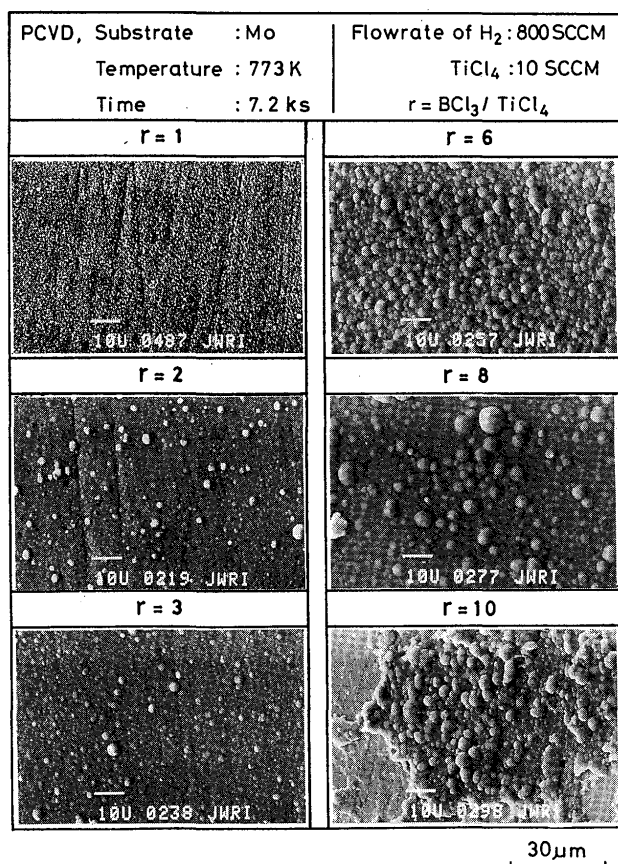 PCVD, Substrate : Mo
Temperature : 773K
Time : 7.2 ks
Flowrate of H₂ : 800 SCCM
TiCl₄ : 10 SCCM
r = BCl₃ / TiCl₄
r = 1
10U 0487 JWRI
r = 2
10U 0219 JWRI
r = 3
10U 0238 JWRI
r = 6
10U 0257 JWRI
r = 8
10U 0277 JWRI
r = 10
10U 0298 JWRI
30μm